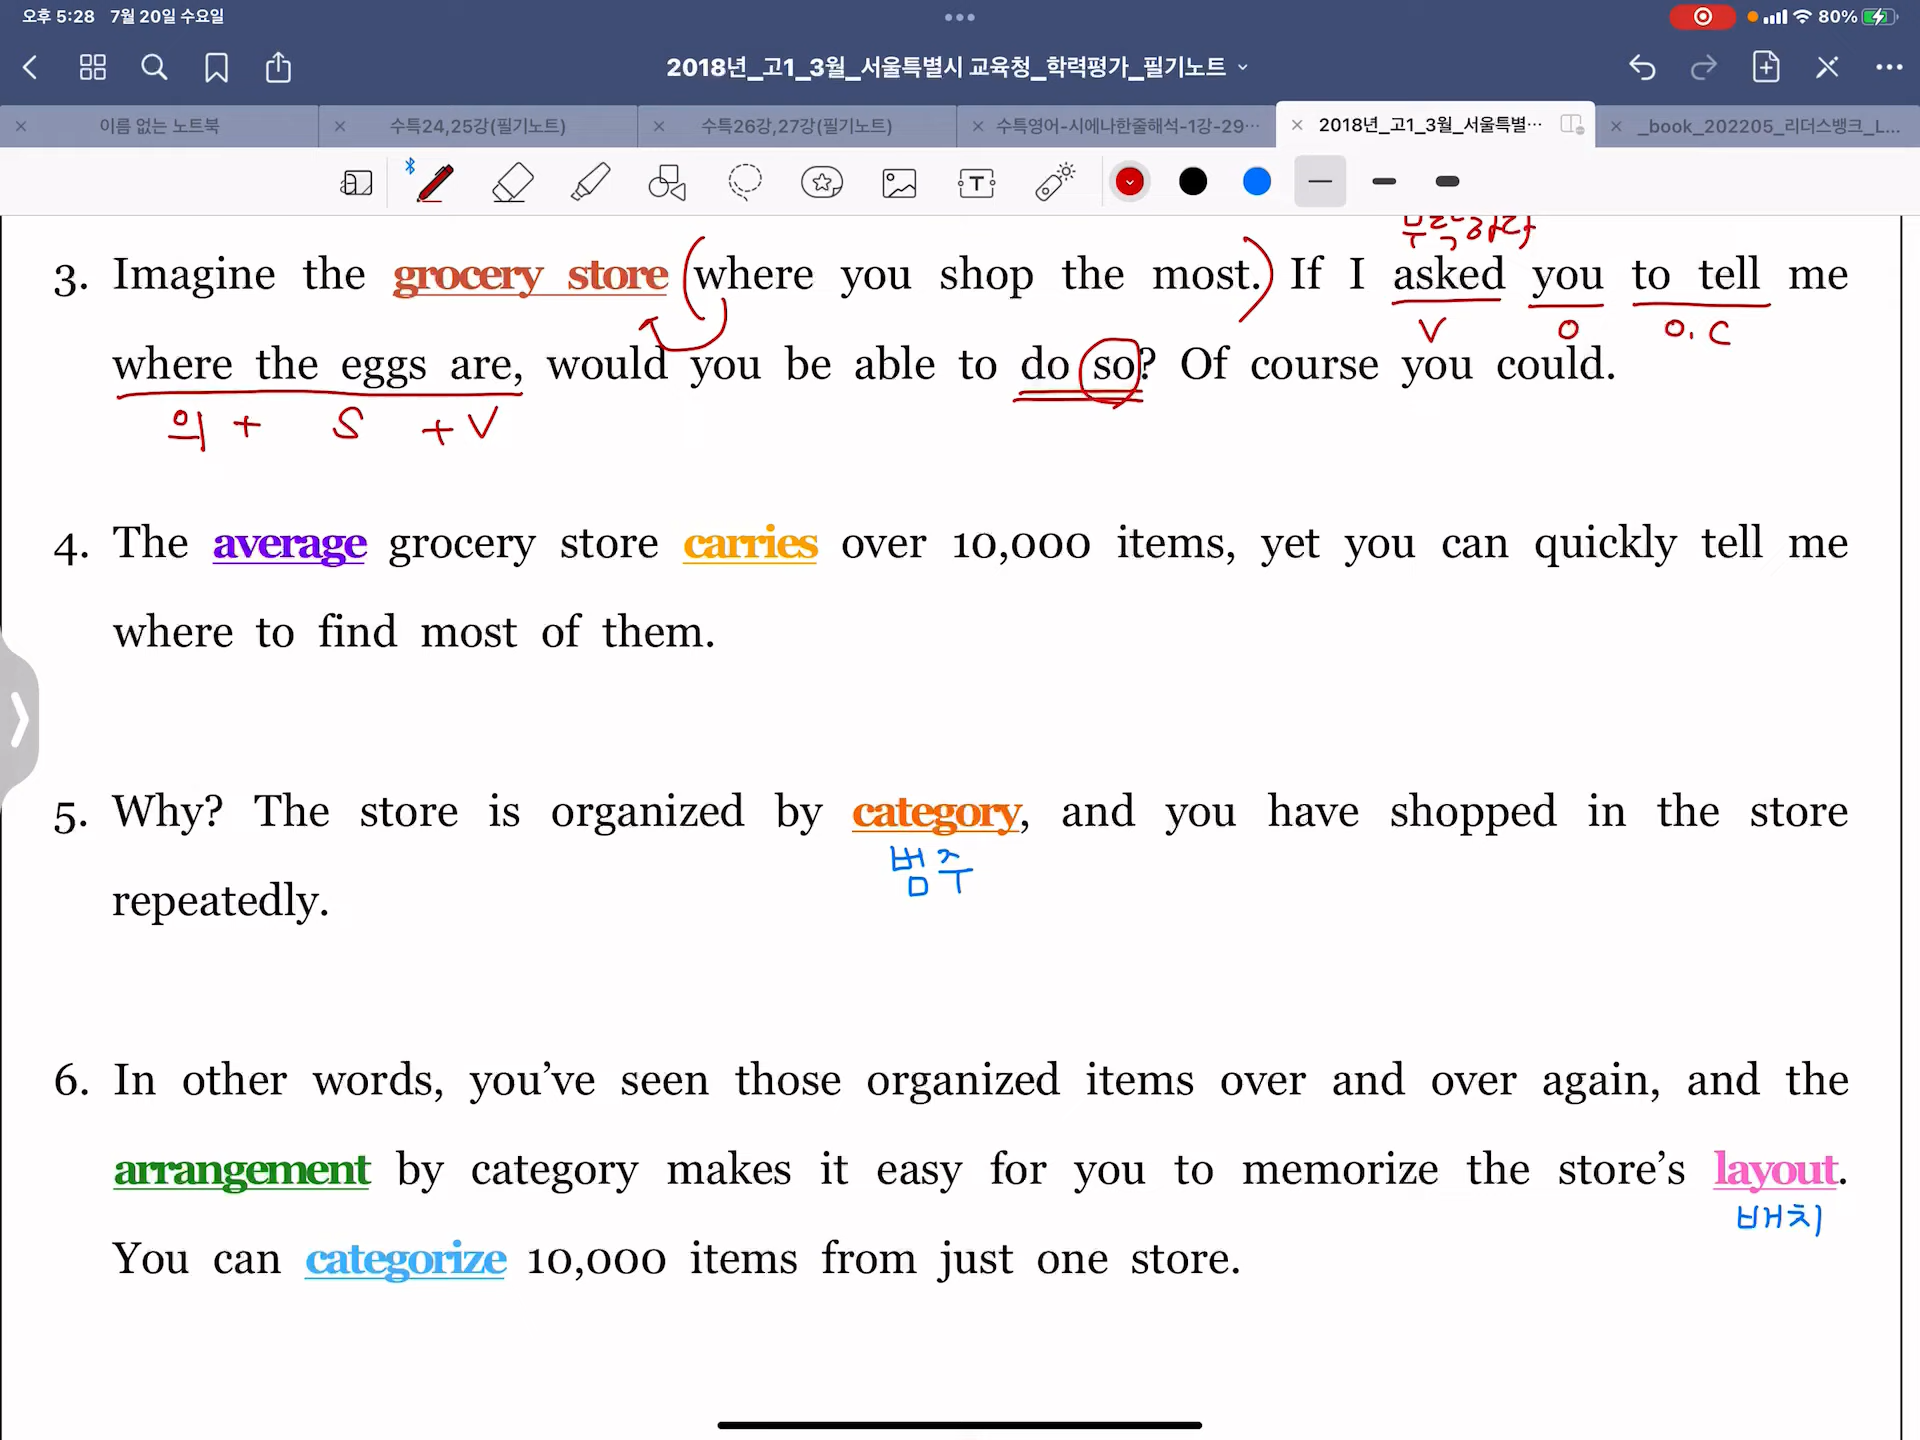 오후 5:28 7월 20일 수요일
80%
2018년_고1_3월_서울특별시 교육청_학력평가_필기노트
이름 없는 노트북
수특24,25강(필기노트)
수특26강,27강(필기노트)
수특영어-시에나한줄해석-1강-29…
2018년_고1_3월_서울특별…
_book_202205_리더스뱅크_L...
부탁하다
3. Imagine the grocery store (where you shop the most.) If I asked you to tell me
V O O.C
where the eggs are, would you be able to do so? Of course you could.
의 + S + V
4. The average grocery store carries over 10,000 items, yet you can quickly tell me
where to find most of them.
5. Why? The store is organized by category, and you have shopped in the store
범주
repeatedly.
6. In other words, you’ve seen those organized items over and over again, and the
arrangement by category makes it easy for you to memorize the store’s layout.
배치
You can categorize 10,000 items from just one store.